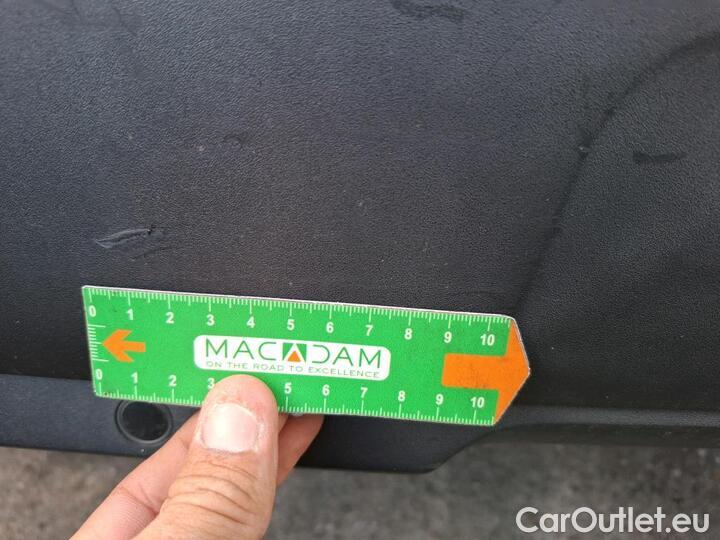 0 1 2 3 4 5 6 7 8 9 10
MACADAM
ON THE ROAD TO EXCELLENCE
0 1 2 3 5 6 7 8 9 10
CarOutlet.eu